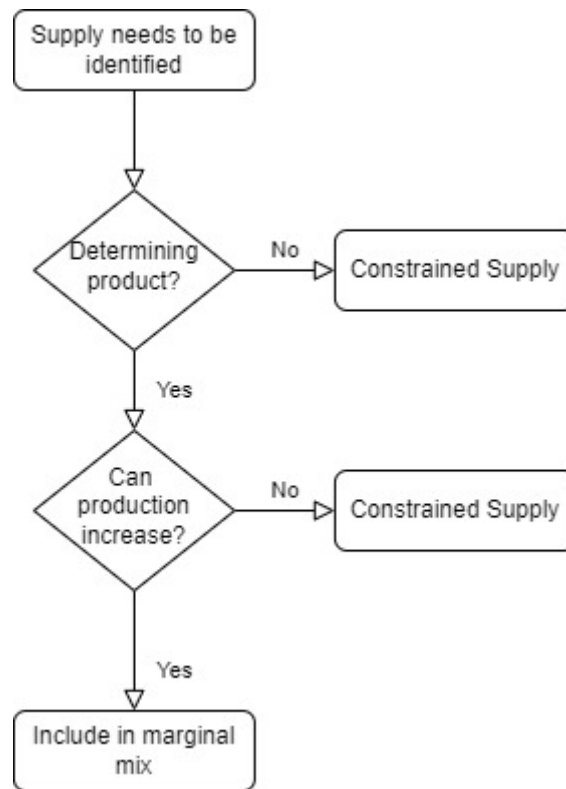 Supply needs to be
identified
Determining
product?
No
Constrained Supply
Yes
Can
production
increase?
No
Constrained Supply
Yes
Include in marginal
mix